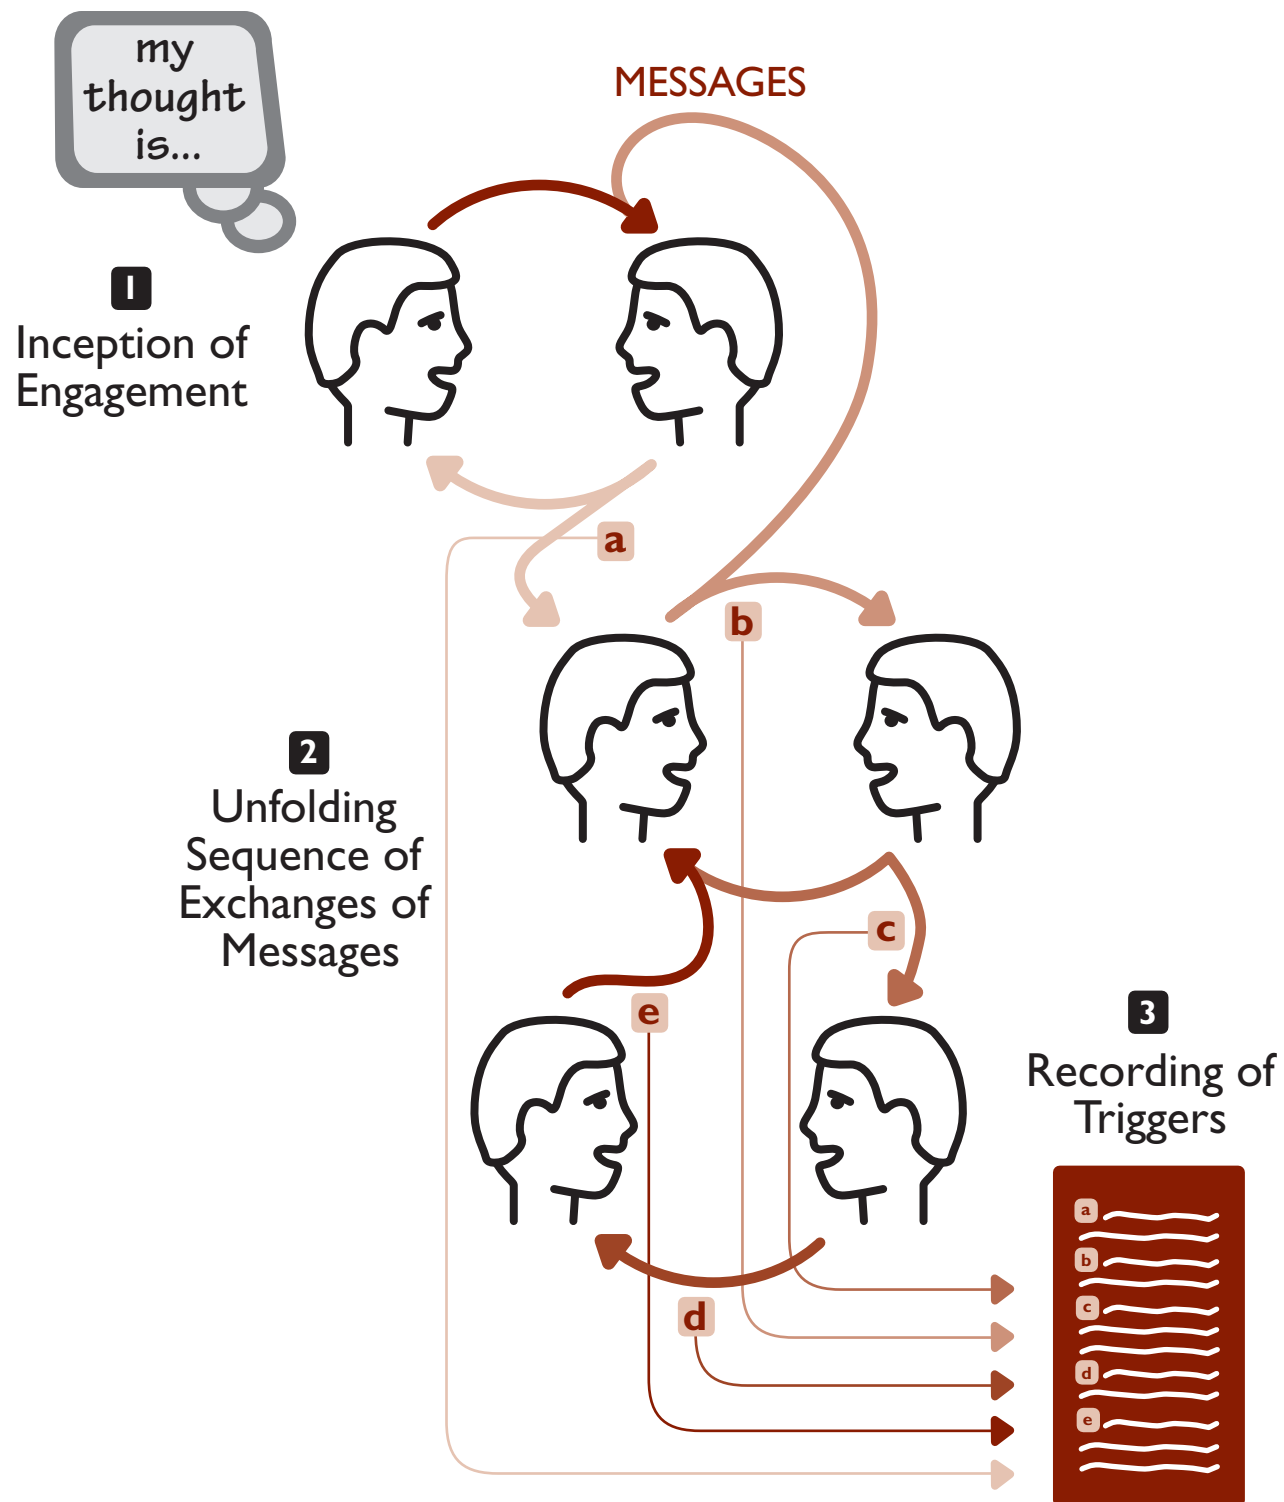 my
thought
is...
MESSAGES
1
Inception of
Engagement
a
b
2
Unfolding
Sequence of
Exchanges of
Messages
c
e
3
Recording of
Triggers
a
b
c
d
d
e